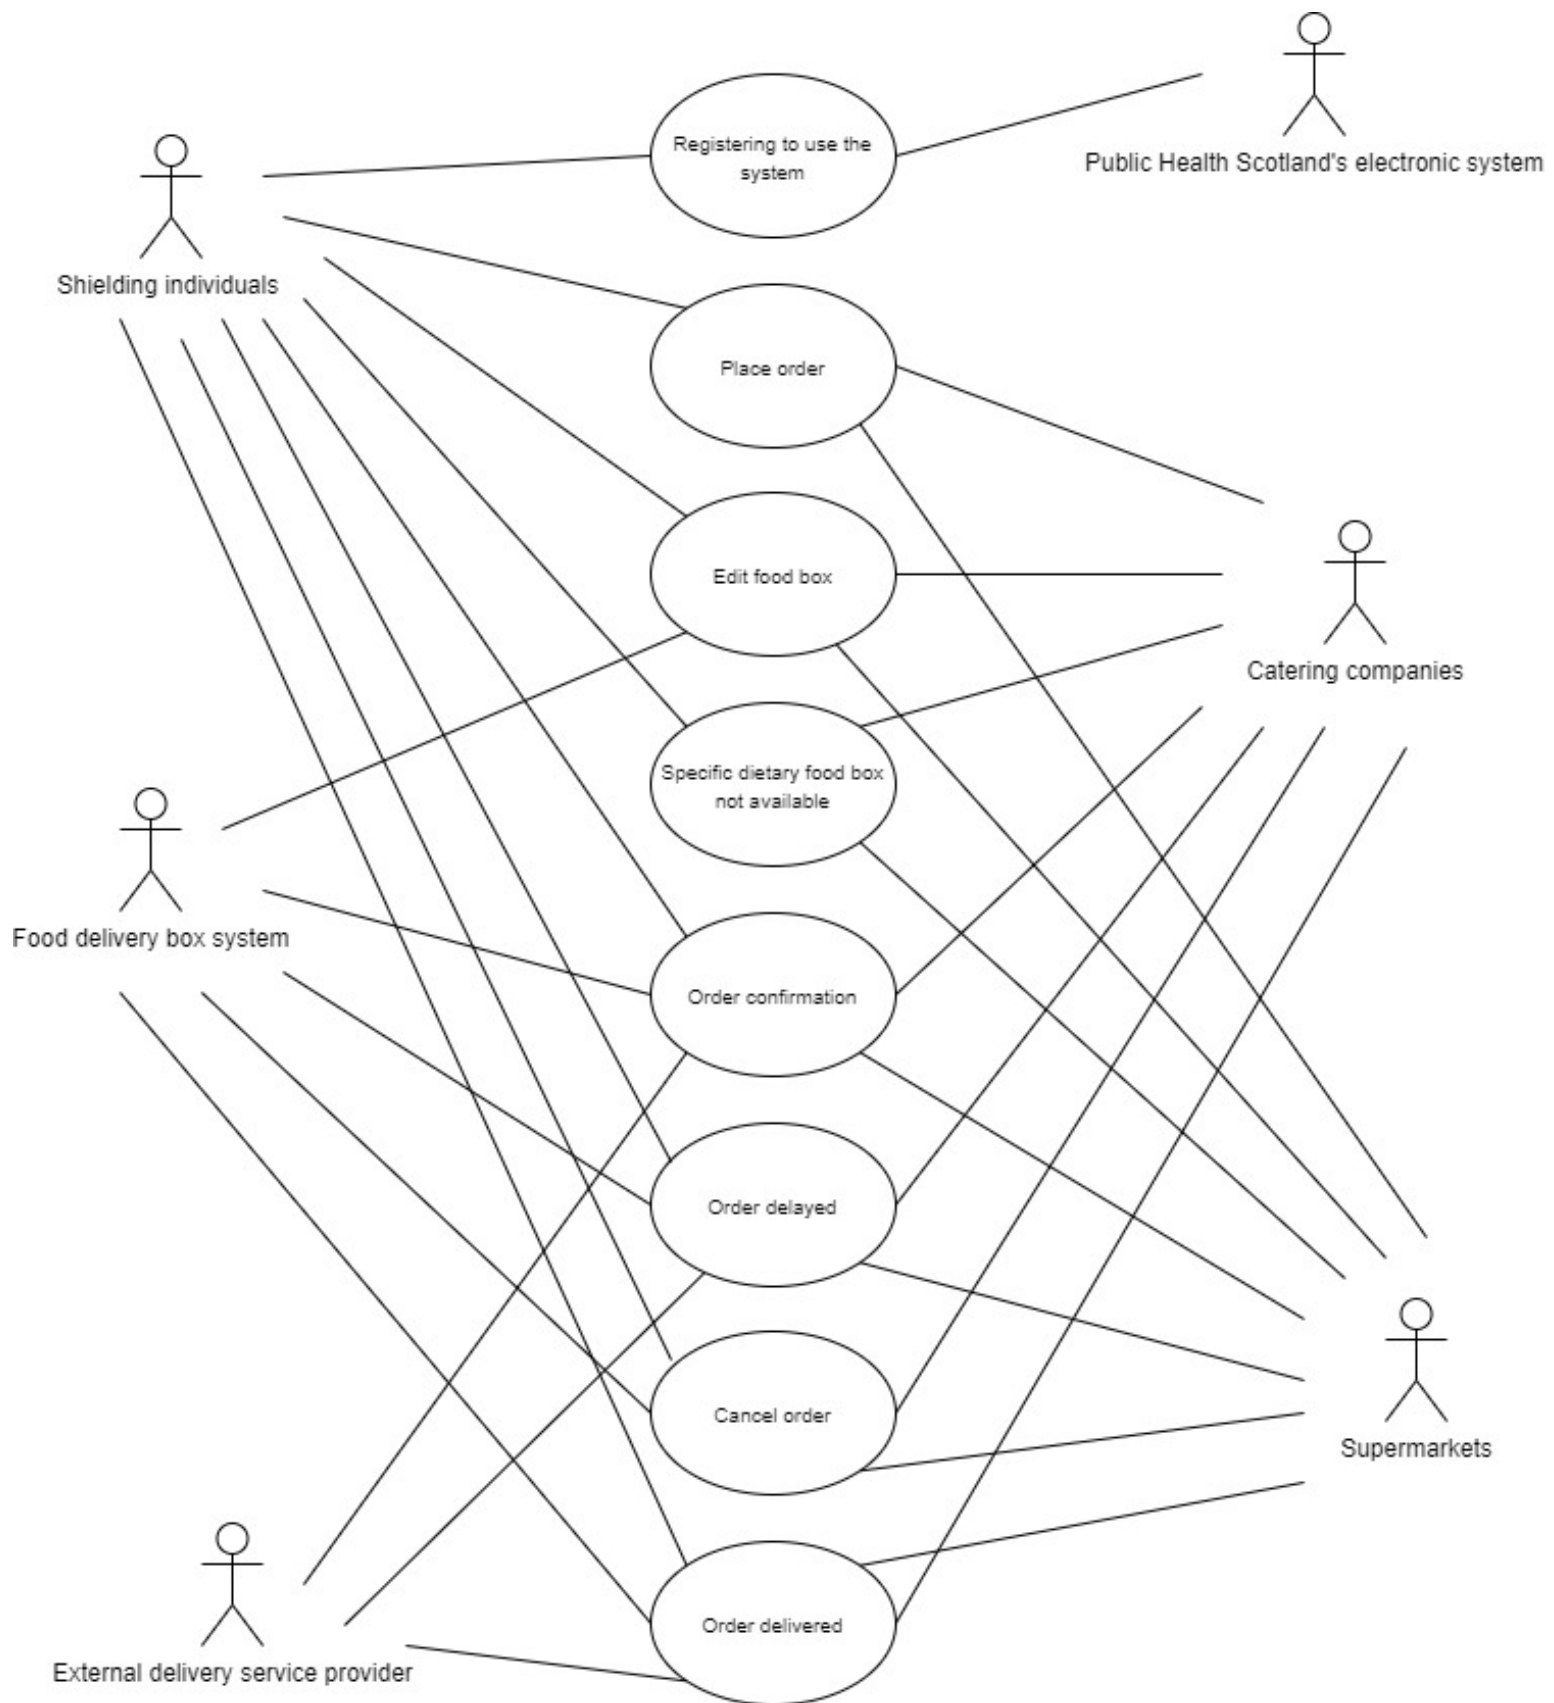 Registering to use the
system
Public Health Scotland's electronic system
Shielding individuals
Place order
Edit food box
Catering companies
Specific dietary food box
not available
Food delivery box system
Order confirmation
Order delayed
Cancel order
Supermarkets
Order delivered
External delivery service provider